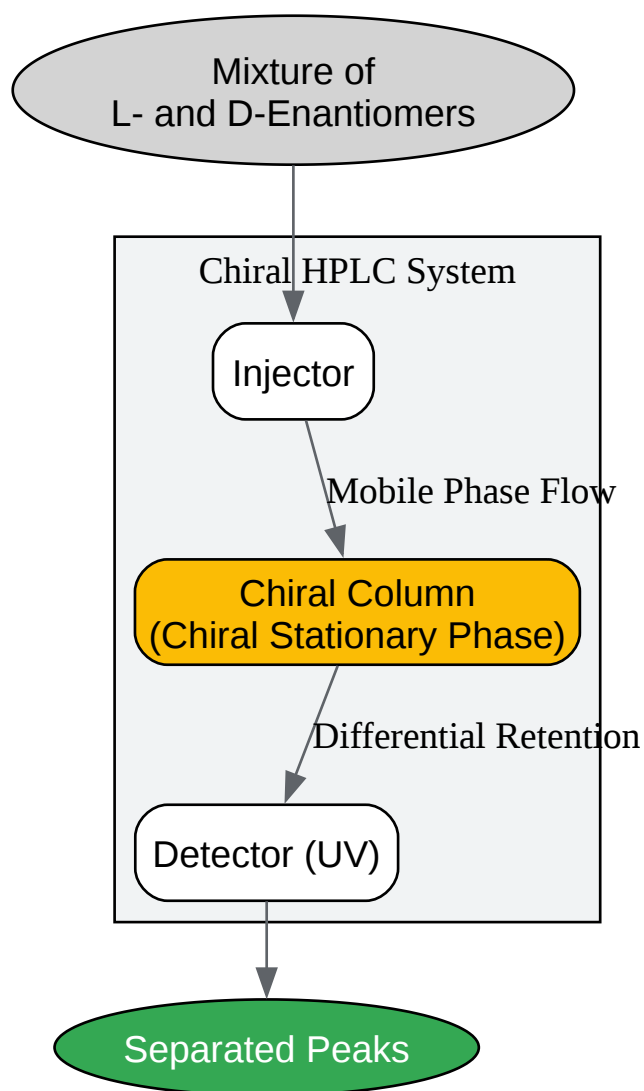 Mixture of
L- and D-Enantiomers
Chiral HPLC System
Injector
Mobile Phase Flow
Chiral Column
(Chiral Stationary Phase)
Differential Retention
Detector (UV)
Separated Peaks